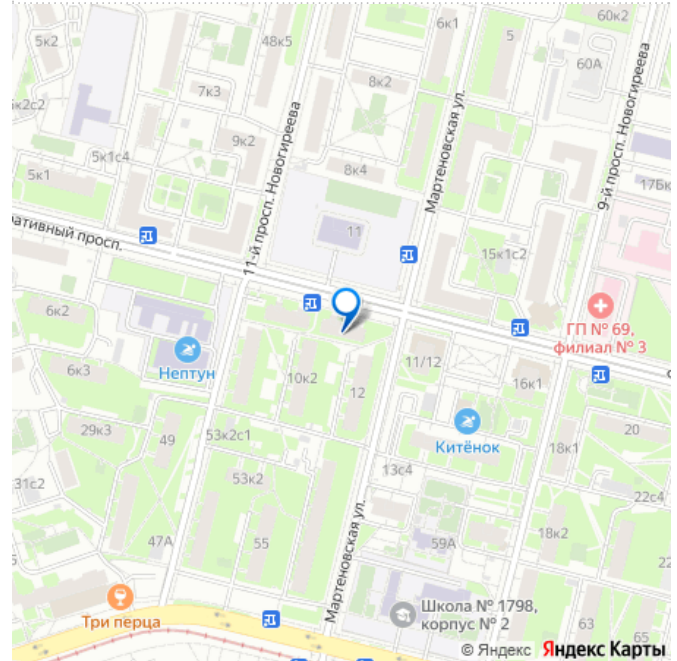 5к2
48к5
6к1
5
60к2
60А
7к3
8к2
к2с2
9к2
Мартеновская ул.
9-й просп. Новогиреева
5к1с4
8к4
5к1
11-й просп. Новогиреева
17Бк
ративный просп.
11
15к1с2
6к2
ГП № 69,
филиал № 3
Нептун
11/12
6к3
10к2
12
16к1
29к3
49
53к2с1
Китёнок
20
18к1
31с2
53к2
13с4
22с4
Мартеновская ул.
47А
55
59А
18к2
Три перца
Школа № 1798,
корпус № 2
63
65
© Яндекс Яндекс Карты